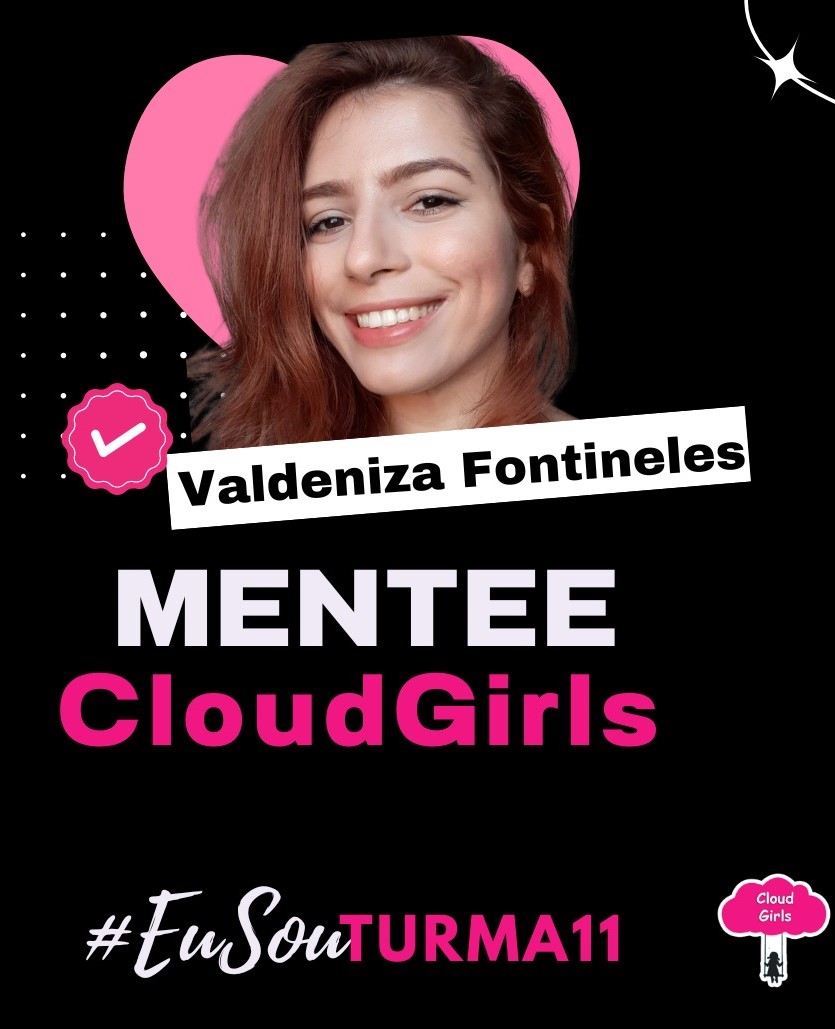 Valdeniza Fontineles
MENTEE
CloudGirls
#EuSouTURMA11
Cloud
Girls